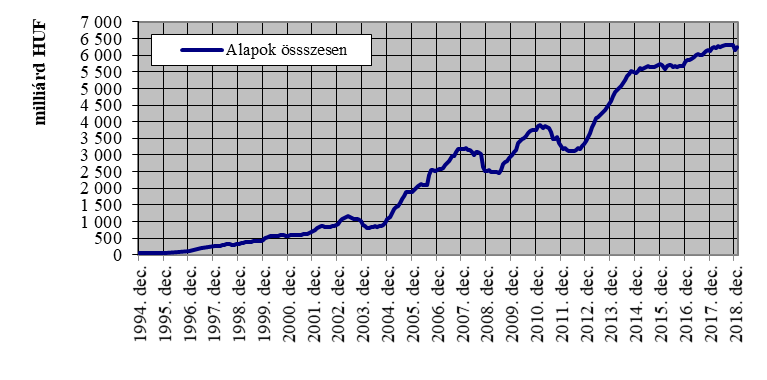 milliárd HUF
7 000
6 500
6 000
5 500
5 000
4 500
4 000
3 500
3 000
2 500
2 000
1 500
1 000
500
0
Alapok össszesen
1994. dec.
1995. dec.
1996. dec.
1997. dec.
1998. dec.
1999. dec.
2000. dec.
2001. dec.
2002. dec.
2003. dec.
2004. dec.
2005. dec.
2006. dec.
2007. dec.
2008. dec.
2009. dec.
2010. dec.
2011. dec.
2012. dec.
2013. dec.
2014. dec.
2015. dec.
2016. dec.
2017. dec.
2018. dec.